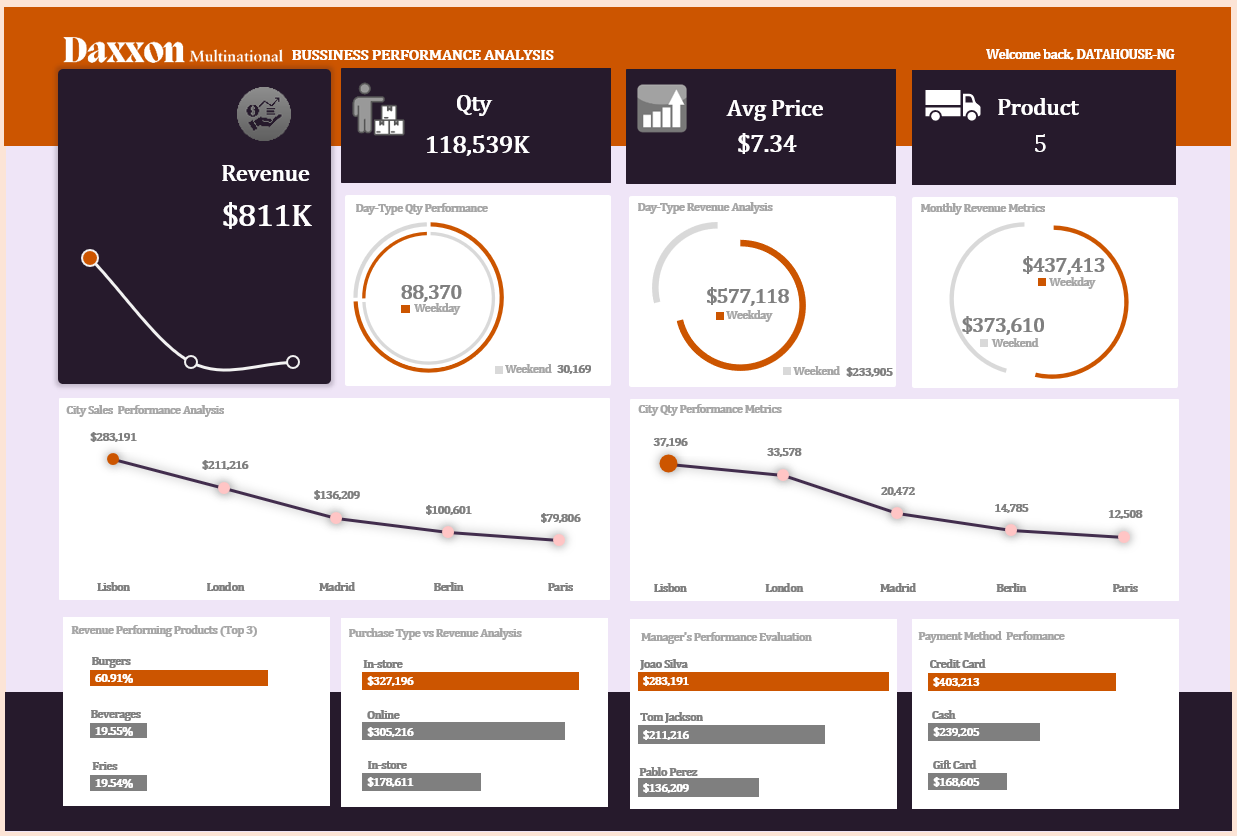 Daxxon Multinational BUSSINESS PERFORMANCE ANALYSIS
Welcome back, DATAHOUSE-NG
Revenue
$811K
Qty
118,539K
Avg Price
$7.34
Product
5
Day-Type Qty Performance
88,370
Weekday
Weekend 30,169
Day-Type Revenue Analysis
$577,118
Weekday
Weekend $233,905
Monthly Revenue Metrics
$437,413
Weekday
$373,610
Weekend
City Sales Performance Analysis
$283,191
$211,216
$136,209
$100,601
$79,806
Lisbon London Madrid Berlin Paris
City Qty Performance Metrics
37,196
33,578
20,472
14,785
12,508
Lisbon London Madrid Berlin Paris
Revenue Performing Products (Top 3)
Burgers
60.91%
Beverages
19.55%
Fries
19.54%
Purchase Type vs Revenue Analysis
In-store
$327,196
Online
$305,216
In-store
$178,611
Manager's Performance Evaluation
Joao Silva
$283,191
Tom Jackson
$211,216
Pablo Perez
$136,209
Payment Method Perfomance
Credit Card
$403,213
Cash
$239,205
Gift Card
$168,605